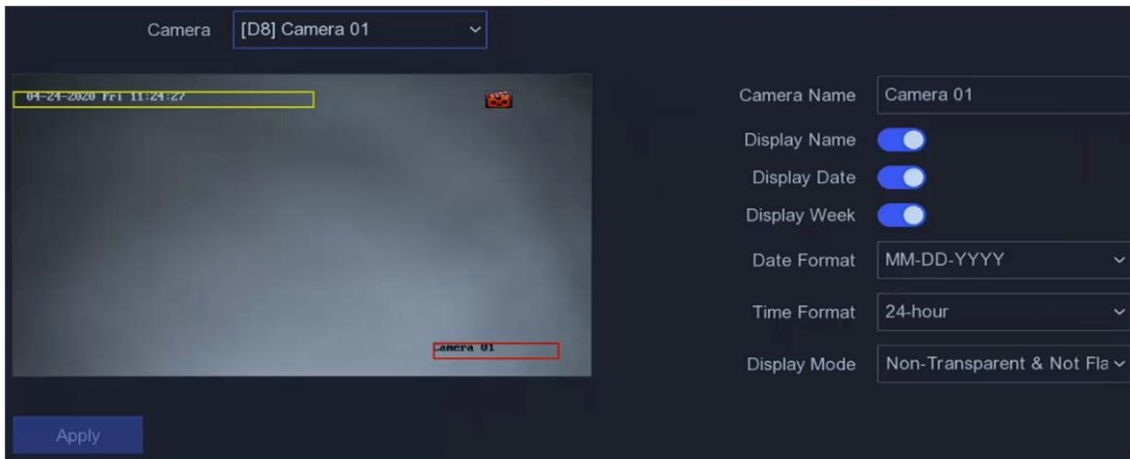 Camera [D8] Camera 01
04-24-2020 Fri 11:24:27
Camera 01
Camera Name Camera 01
Display Name
Display Date
Display Week
Date Format MM-DD-YYYY
Time Format 24-hour
Display Mode Non-Transparent & Not Fla
Apply